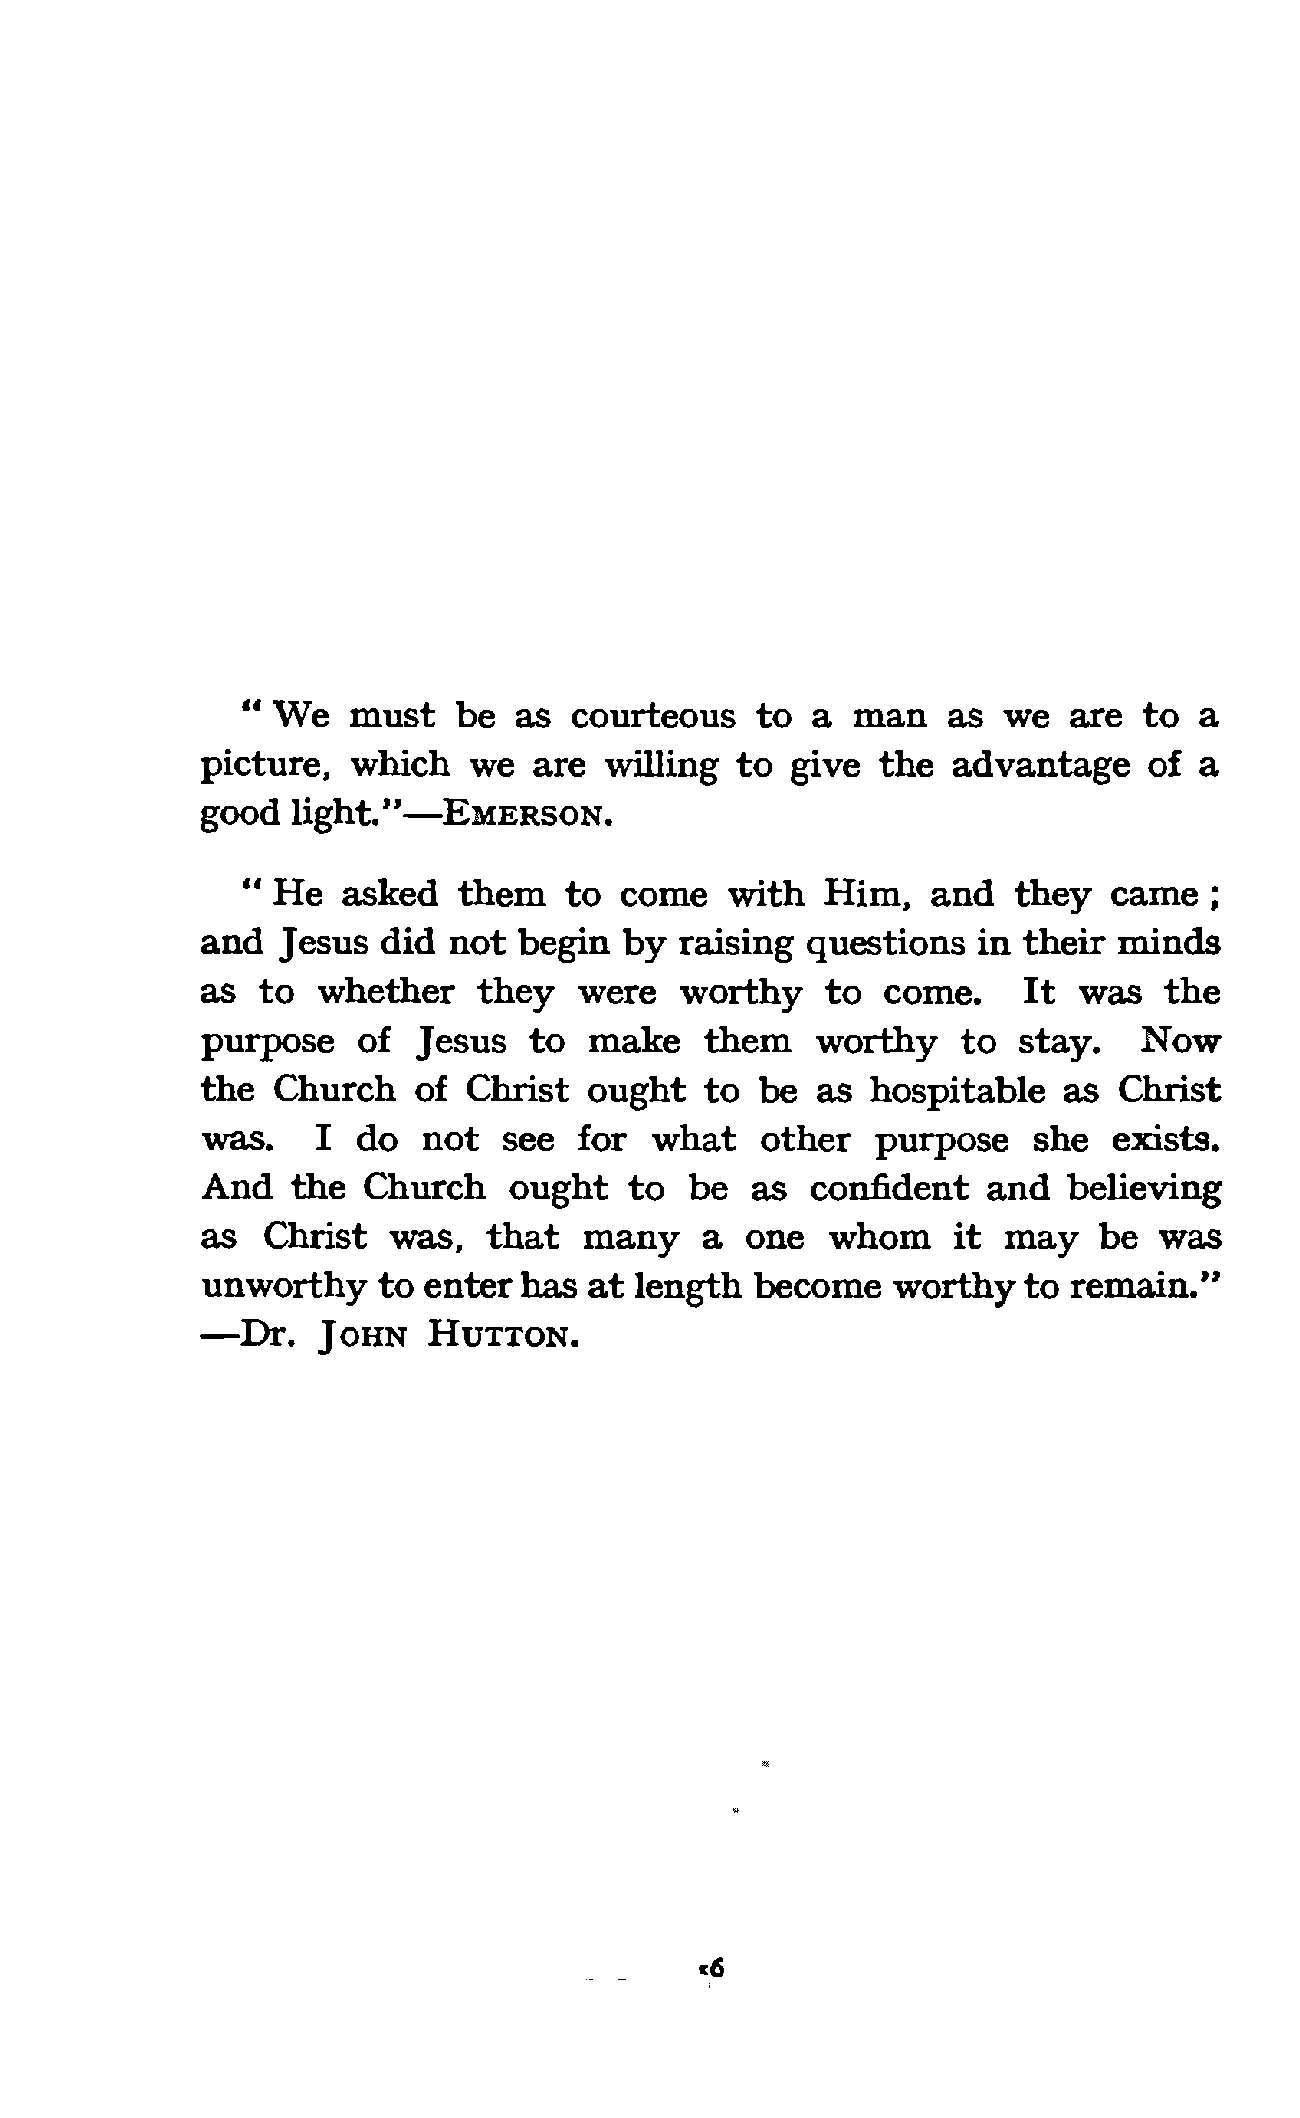 “ We must be as courteous to a man as we are to a
picture, which we are willing to give the advantage of a
good light.”—EMERSON.
“ He asked them to come with Him, and they came ;
and Jesus did not begin by raising questions in their minds
as to whether they were worthy to come. It was the
purpose of Jesus to make them worthy to stay. Now
the Church of Christ ought to be as hospitable as Christ
was. I do not see for what other purpose she exists.
And the Church ought to be as confident and believing
as Christ was, that many a one whom it may be was
unworthy to enter has at length become worthy to remain.”
—Dr. JOHN HUTTON.